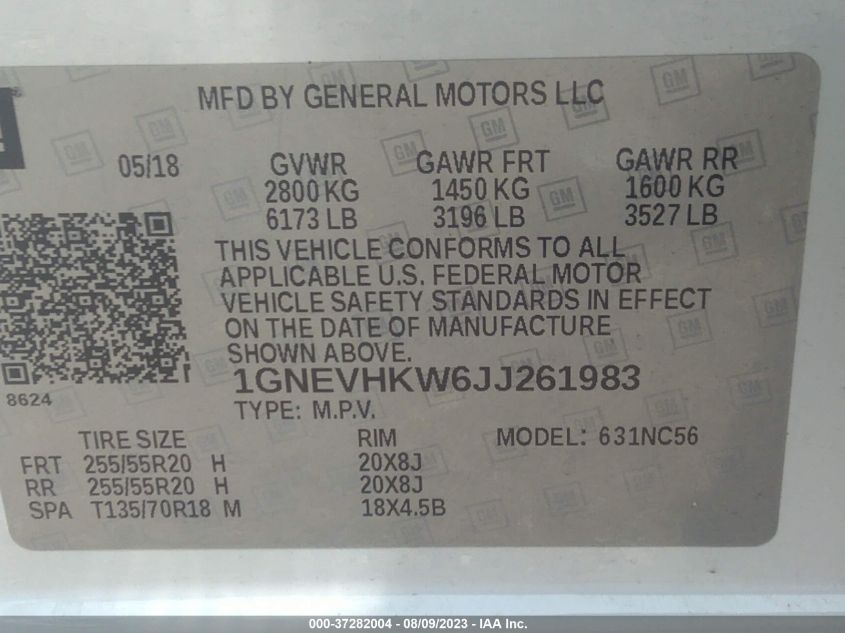 MFD BY GENERAL MOTORS LLC
05/18 GVWR GAWR FRT GAWR RR
2800 KG 1450 KG 1600 KG
6173 LB 3196 LB 3527 LB
THIS VEHICLE CONFORMS TO ALL
APPLICABLE U.S. FEDERAL MOTOR
VEHICLE SAFETY STANDARDS IN EFFECT
ON THE DATE OF MANUFACTURE
SHOWN ABOVE.
1GNEVHKW6JJ261983
8624
TYPE: M.P.V.
TIRE SIZE RIM MODEL: 631NC56
FRT 255/55R20 H 20X8J
RR 255/55R20 H 20X8J
SPA T135/70R18 M 18X4.5B
000-37282004 - 08/09/2023 - IAA Inc.